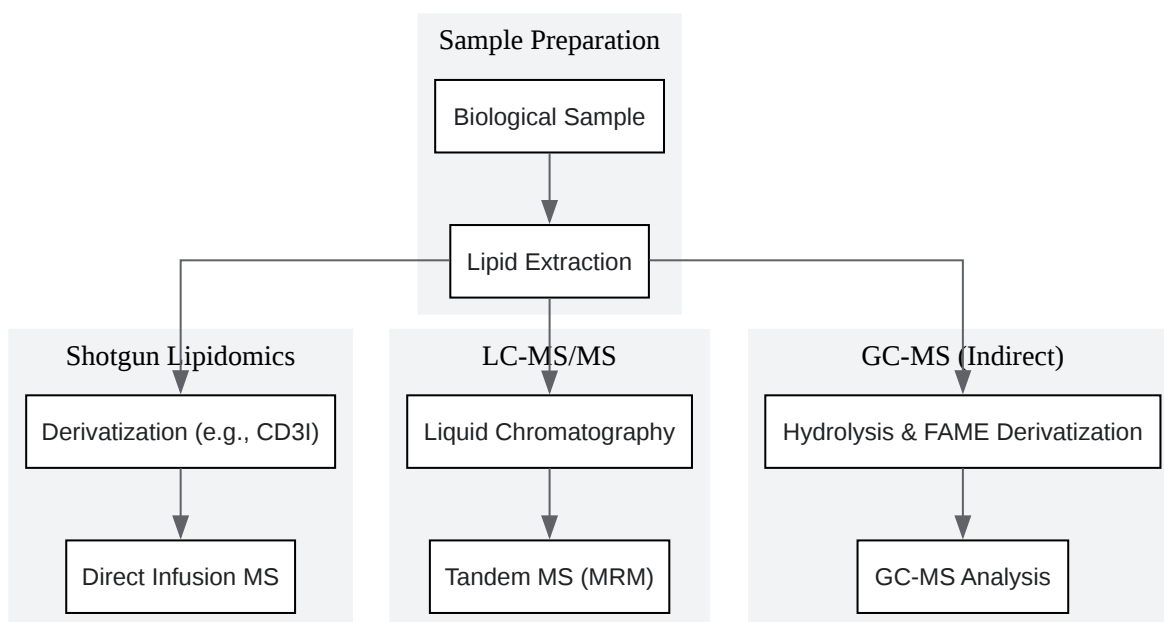 Sample Preparation
Biological Sample
Lipid Extraction
Shotgun Lipidomics
Derivatization (e.g., CD3I)
Direct Infusion MS
LC-MS/MS
Liquid Chromatography
Tandem MS (MRM)
GC-MS (Indirect)
Hydrolysis & FAME Derivatization
GC-MS Analysis